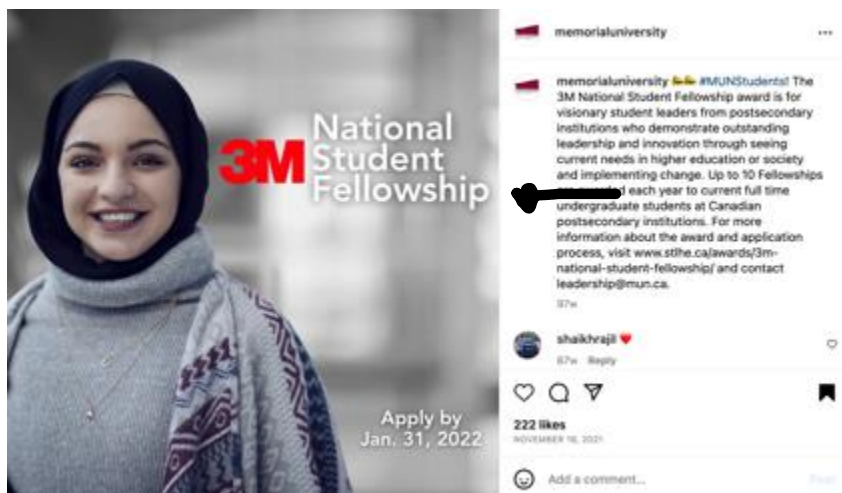 3M National
Student
Fellowship
Apply by
Jan. 31, 2022
memorialuniversity
memorialuniversity #MUNStudents! The
3M National Student Fellowship award is for
visionary student leaders from postsecondary
institutions who demonstrate outstanding
leadership and innovation through seeing
current needs in higher education or society
and implementing change. Up to 10 Fellowships
each year to current full time
undergraduate students at Canadian
postsecondary institutions. For more
information about the award and application
process, visit www.stlhe.ca/awards/3m-
national-student-fellowship/ and contact
leadership@mun.ca.
87w
shaikhrajil
87w Reply
222 likes
NOVEMBER 18, 2021
Add a comment...
Post